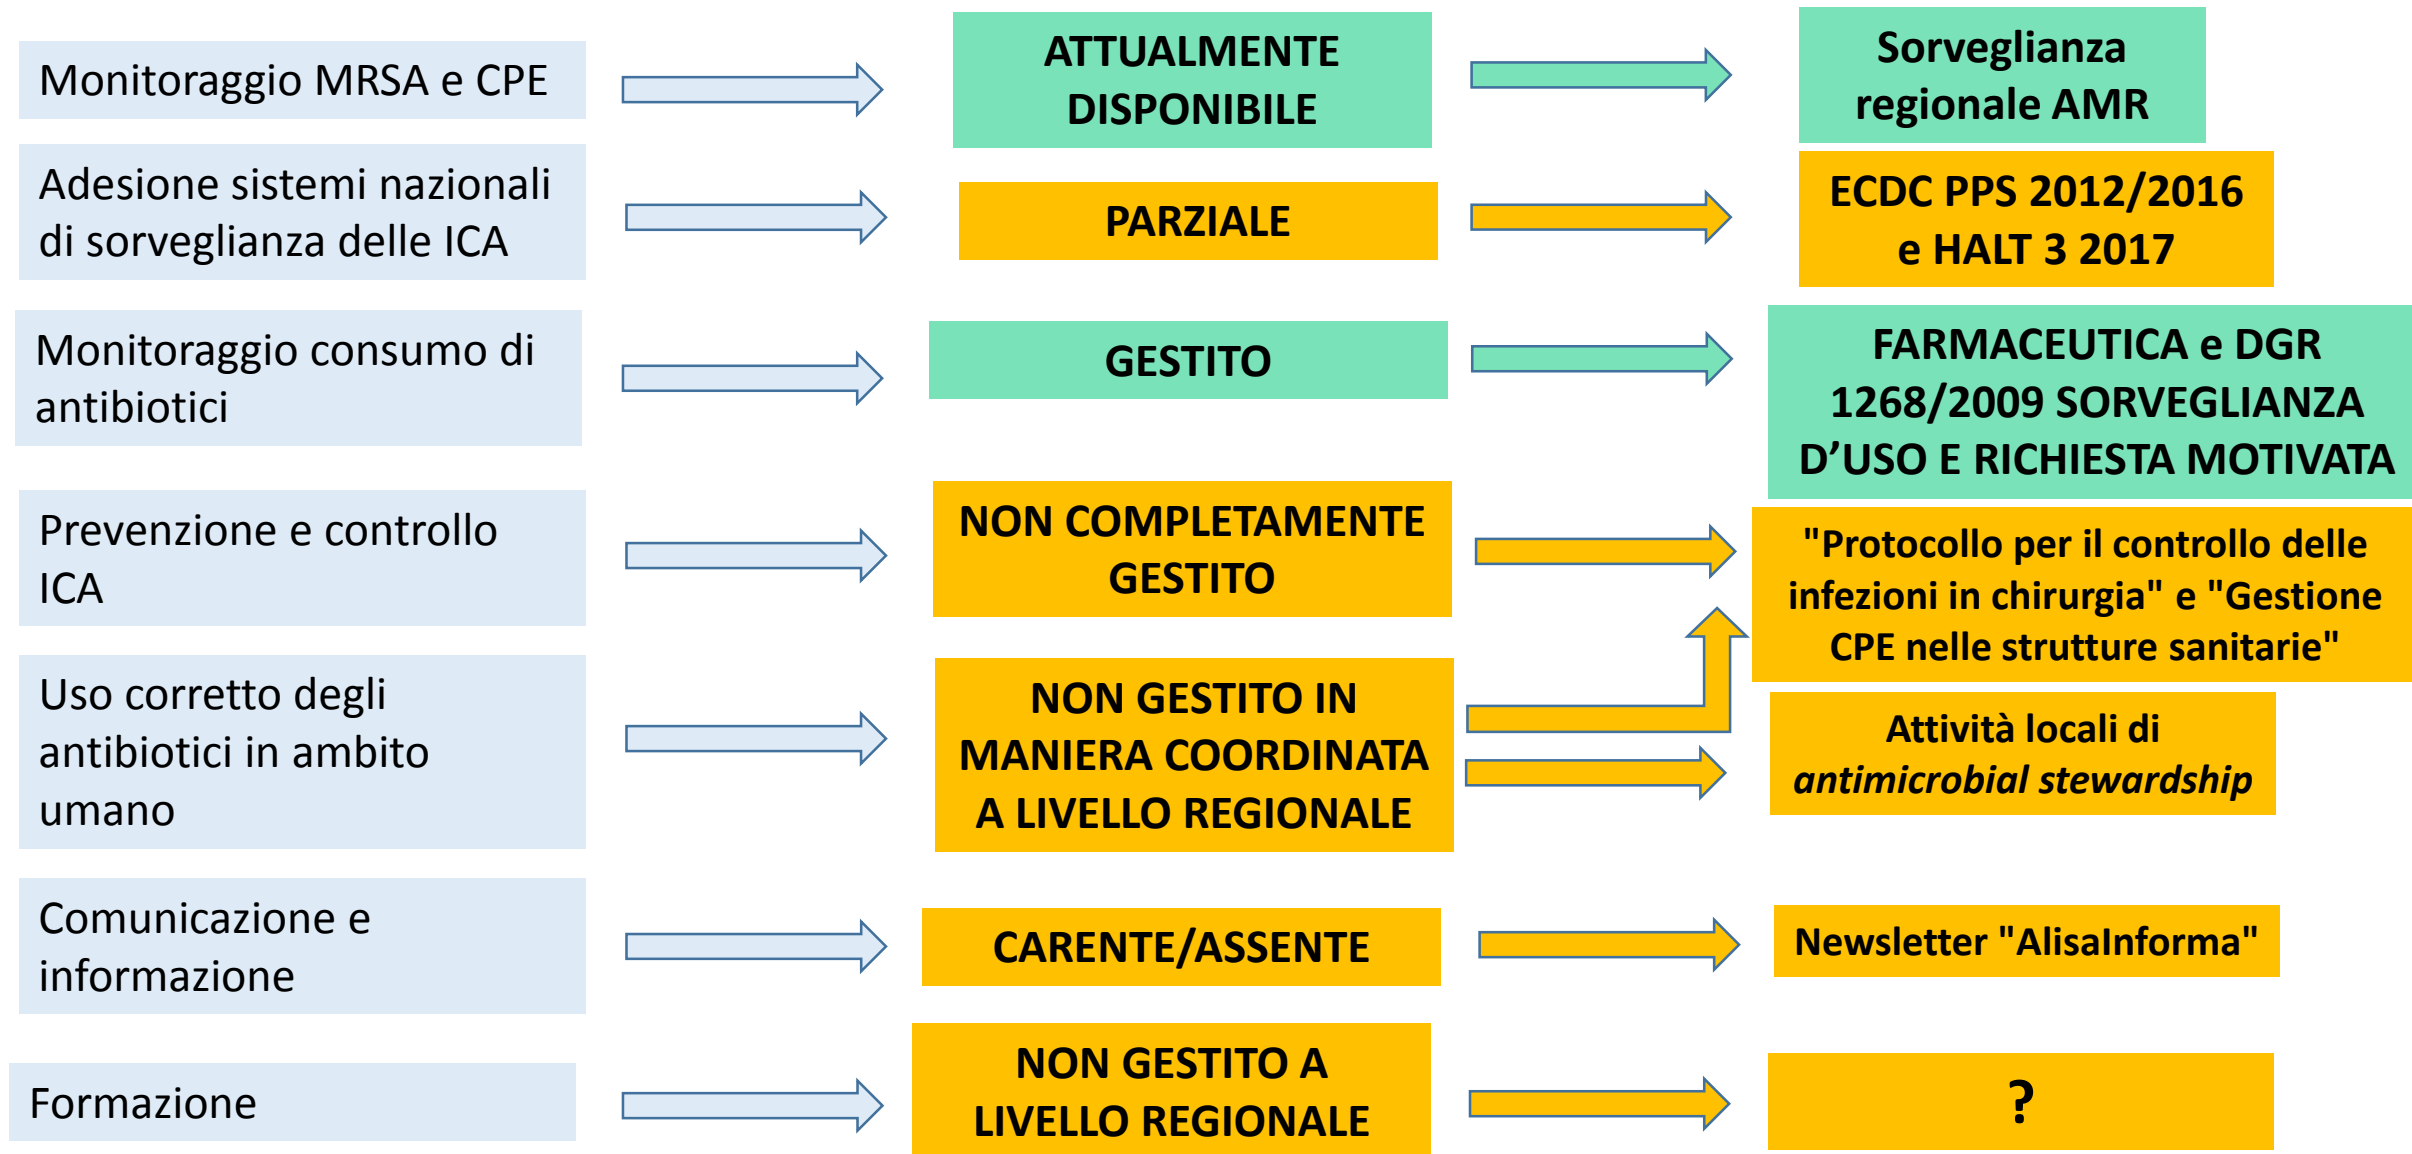 Monitoraggio MRSA e CPE
ATTUALMENTE
DISPONIBILE
Sorveglianza
regionale AMR
Adesione sistemi nazionali
di sorveglianza delle ICA
PARZIALE
ECDC PPS 2012/2016
e HALT 3 2017
Monitoraggio consumo di
antibiotici
GESTITO
FARMACEUTICA e DGR
1268/2009 SORVEGLIANZA
D’USO E RICHIESTA MOTIVATA
Prevenzione e controllo
ICA
NON COMPLETAMENTE
GESTITO
"Protocollo per il controllo delle
infezioni in chirurgia" e "Gestione
CPE nelle strutture sanitarie"
Uso corretto degli
antibiotici in ambito
umano
NON GESTITO IN
MANIERA COORDINATA
A LIVELLO REGIONALE
Attività locali di
antimicrobial stewardship
Comunicazione e
informazione
CARENTE/ASSENTE
Newsletter "AlisaInforma"
Formazione
NON GESTITO A
LIVELLO REGIONALE
?